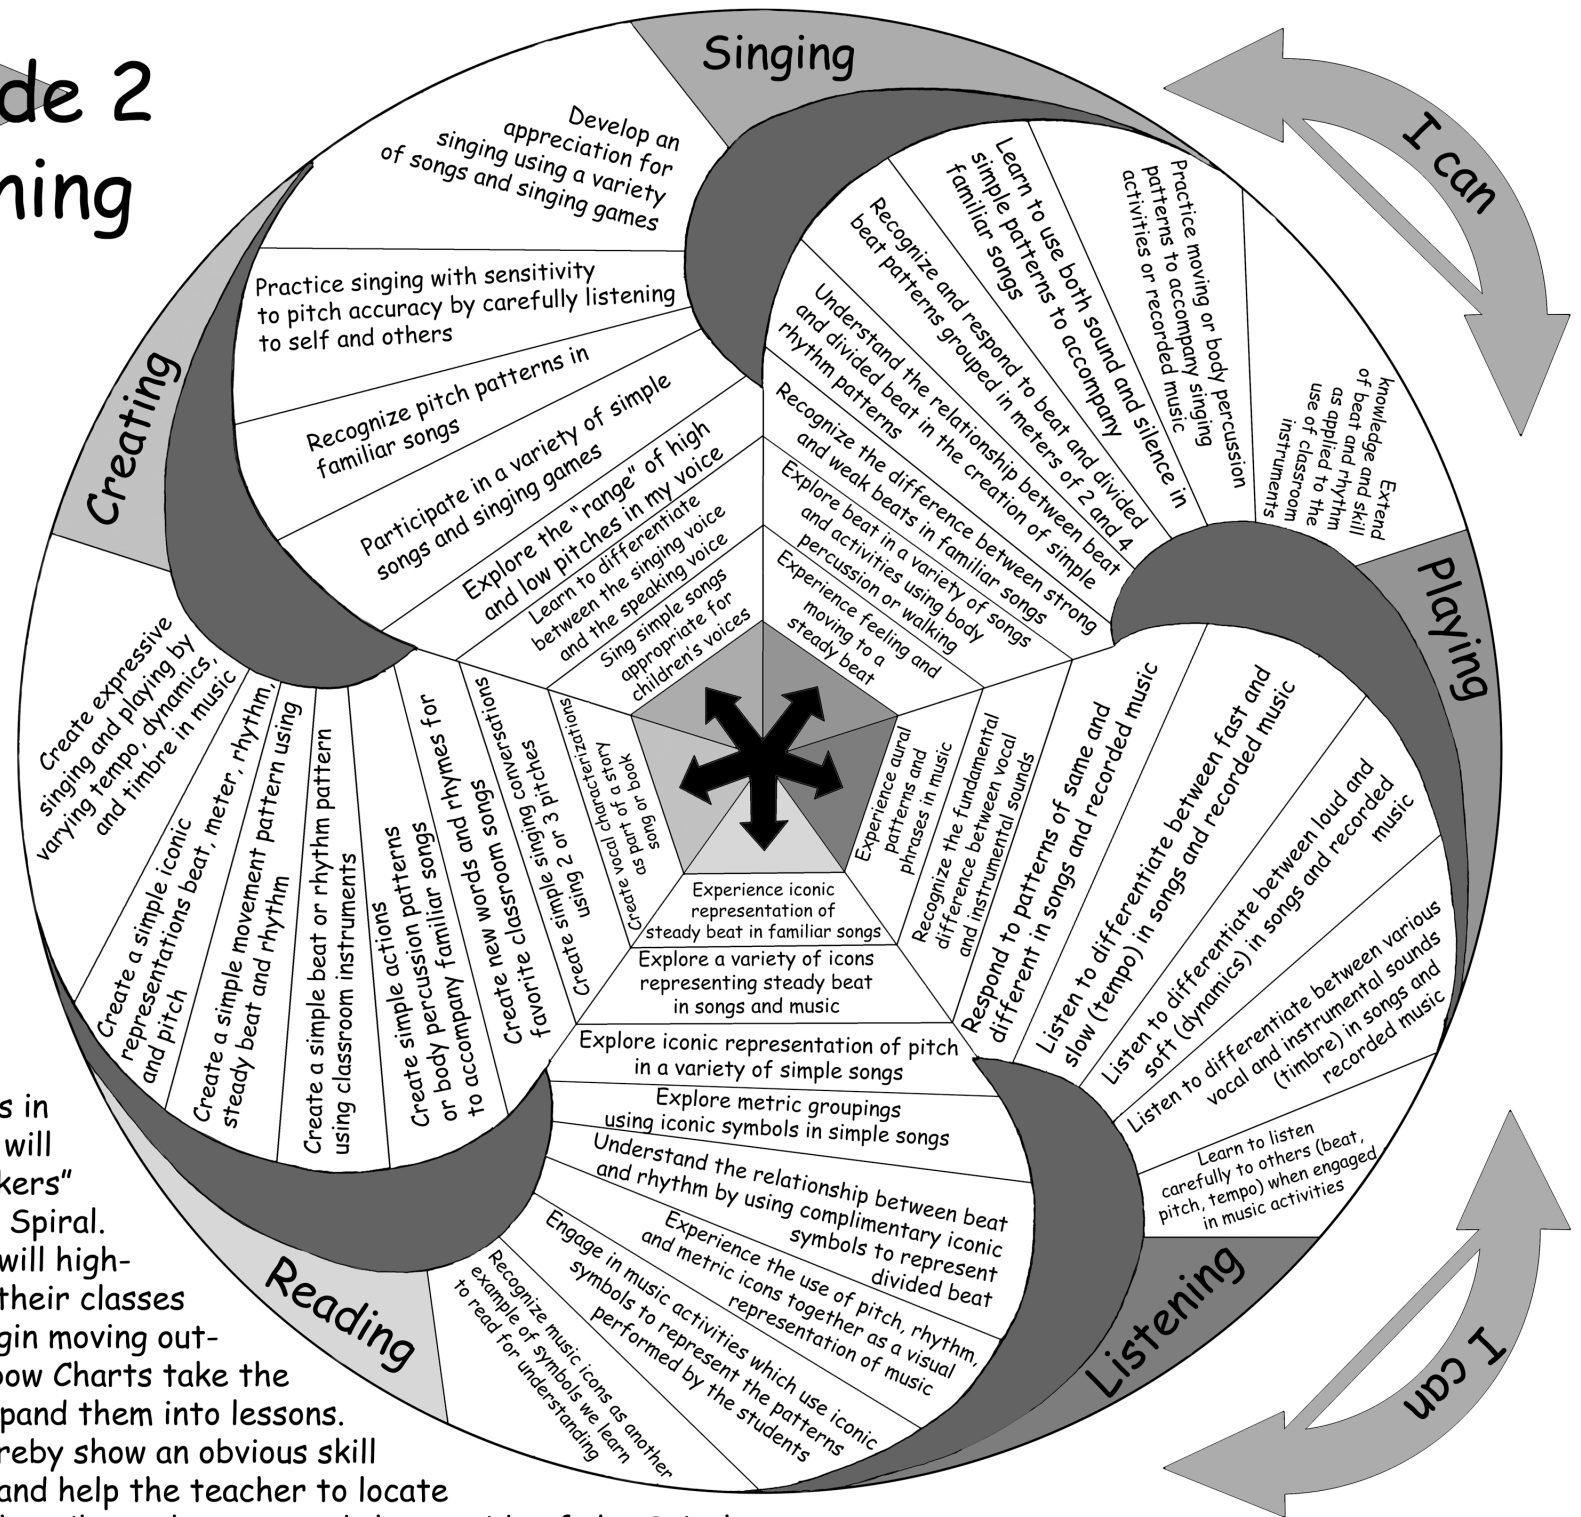 de 2
ning
Singing
Develop an
appreciation for
singing using a variety
of songs and singing games
Practice singing with sensitivity
to pitch accuracy by carefully listening
to self and others
Recognize pitch patterns in
familiar songs
Participate in a variety of simple
songs and singing games
Explore the "range" of high
and low pitches in my voice
Learn to differentiate
between the singing voice
and the speaking voice
Sing simple songs
appropriate for
children's voices
I can
Extend
knowledge and skill
of beat and rhythm
as applied to the
use of classroom
instruments
Practice moving or body percussion
patterns to accompany singing
activities or recorded music
Learn to use both sound and silence in
simple patterns to accompany
familiar songs
Recognize and respond to beat and divided
beat patterns grouped in meters of 2 and 4
Understand the relationship between beat
and divided beat in the creation of simple
rhythm patterns
Recognize the difference between strong
and weak beats in familiar songs
Explore beat in a variety of songs
and activities using body
percussion or walking
Experience feeling and
moving to a
steady beat
Playing
Experience aural
patterns and
phrases in music
Recognize the fundamental
difference between vocal
and instrumental sounds
Respond to patterns of same and
different in songs and recorded music
Listen to differentiate between fast and
slow (tempo) in songs and recorded music
Listen to differentiate between loud and
soft (dynamics) in songs and recorded
music
Listen to differentiate between various
vocal and instrumental sounds
(timbre) in songs and
recorded music
Learn to listen
carefully to others (beat,
pitch, tempo) when engaged
in music activities
Listening
I can
Experience iconic
representation of
steady beat in familiar songs
Explore a variety of icons
representing steady beat
in songs and music
Explore iconic representation of pitch
in a variety of simple songs
Explore metric groupings
using iconic symbols in simple songs
Understand the relationship between beat
and rhythm by using complimentary iconic
symbols to represent
divided beat
Experience the use of pitch, rhythm,
and metric icons together as a visual
representation of music
Engage in music activities which use iconic
symbols to represent the patterns
performed by the students
Recognize music icons as another
example of symbols we learn
to read for understanding
Reading
Creating
Create expressive
singing and playing by
varying tempo, dynamics,
and timbre in music
Create a simple iconic
representations beat, meter, rhythm,
and pitch
Create a simple movement pattern using
steady beat and rhythm
Create a simple beat or rhythm pattern
using classroom instruments
Create simple actions
or body percussion patterns
to accompany familiar songs
Create new words and rhymes for
favorite classroom songs
Create simple singing conversations
using 2 or 3 pitches
Create vocal characterizations
as part of a story
song or book
s in
will
kers"
Spiral.
will high-
their classes
gin moving out-
bow Charts take the
pand them into lessons.
reby show an obvious skill
and help the teacher to locate